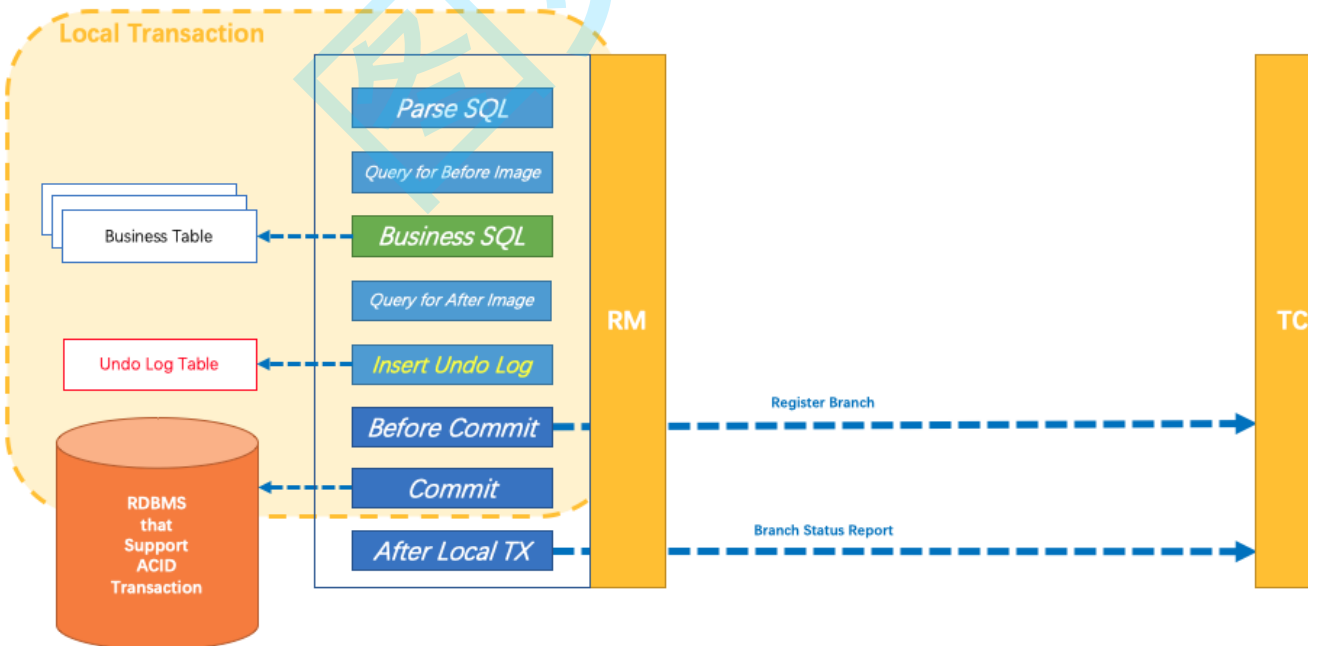 Local Transaction
Parse SQL
Query for Before Image
Business Table
Business SQL
Query for After Image
RM
TC
Undo Log Table
Insert Undo Log
Register Branch
Before Commit
Commit
RDBMS
that
Support
ACID
Transaction
Branch Status Report
After Local TX
图